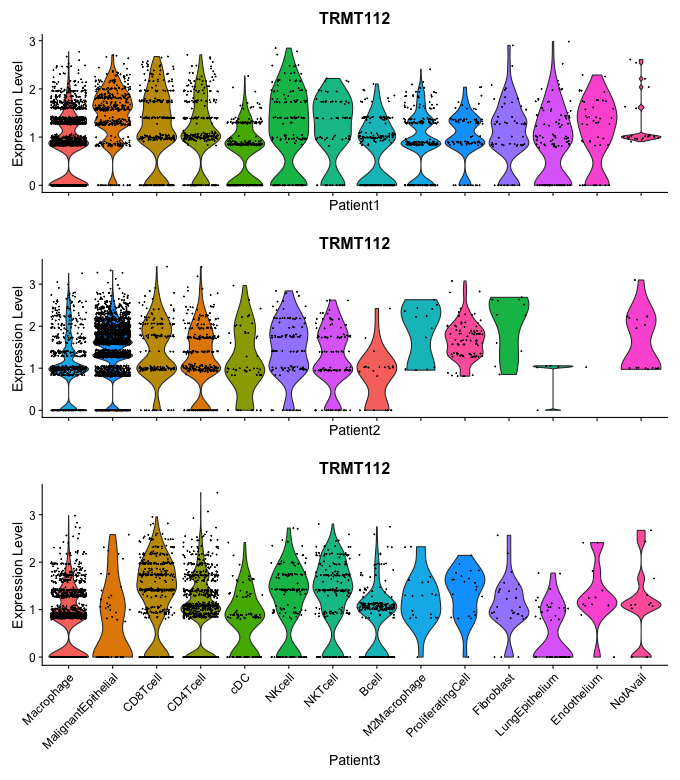 TRMT112
Expression Level
3
2
1
0
Patient1
TRMT112
Expression Level
3
2
1
0
Patient2
TRMT112
Expression Level
3
2
1
0
Macrophage
MalignantEpithelial
CD8Tcell
CD4Tcell
cDC
NKcell
NKTcell
Bcell
M2Macrophage
ProliferatingCell
Fibroblast
LungEpithelium
Endothelium
NotAvail
Patient3